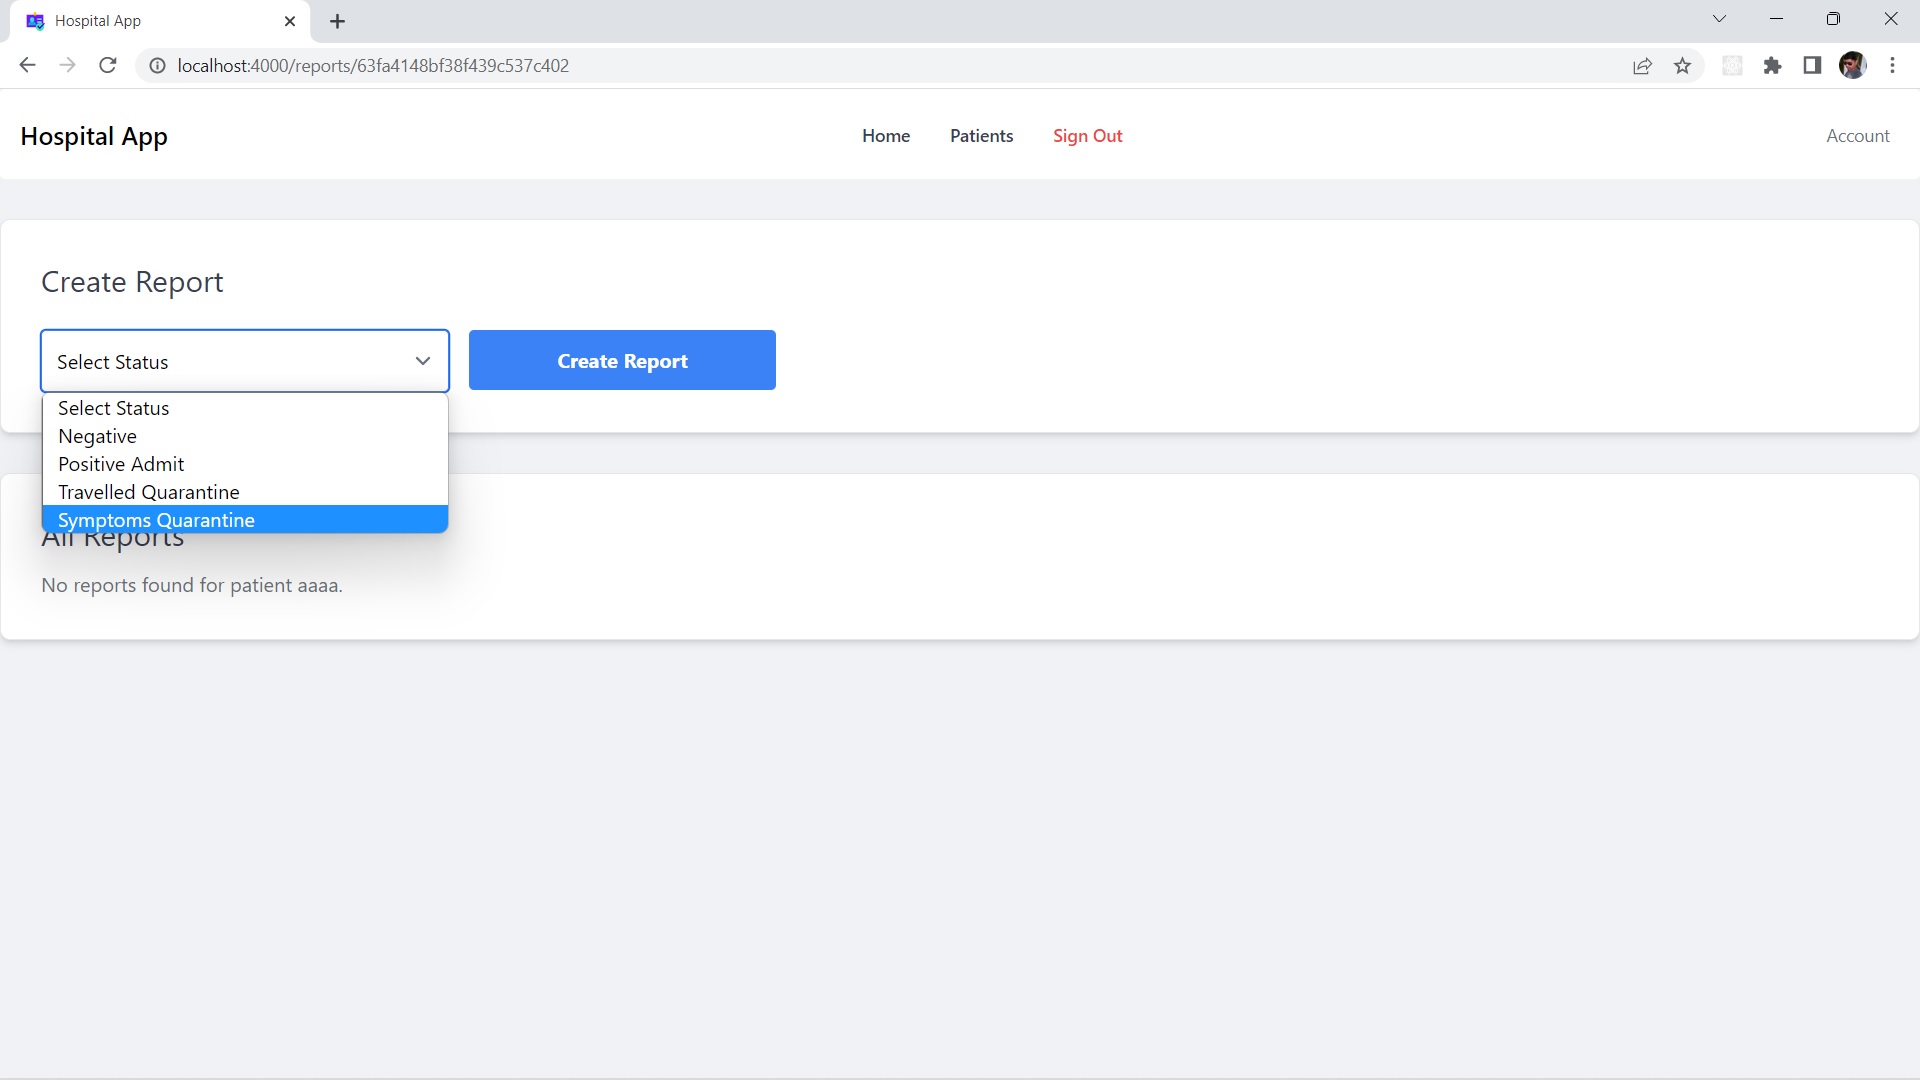 Hospital App
localhost:4000/reports/63fa4148bf38f439c537c402
Hospital App
Home
Patients
Sign Out
Account
Create Report
Select Status
Create Report
Select Status
Negative
Positive Admit
Travelled Quarantine
Symptoms Quarantine
All Reports
No reports found for patient aaaa.